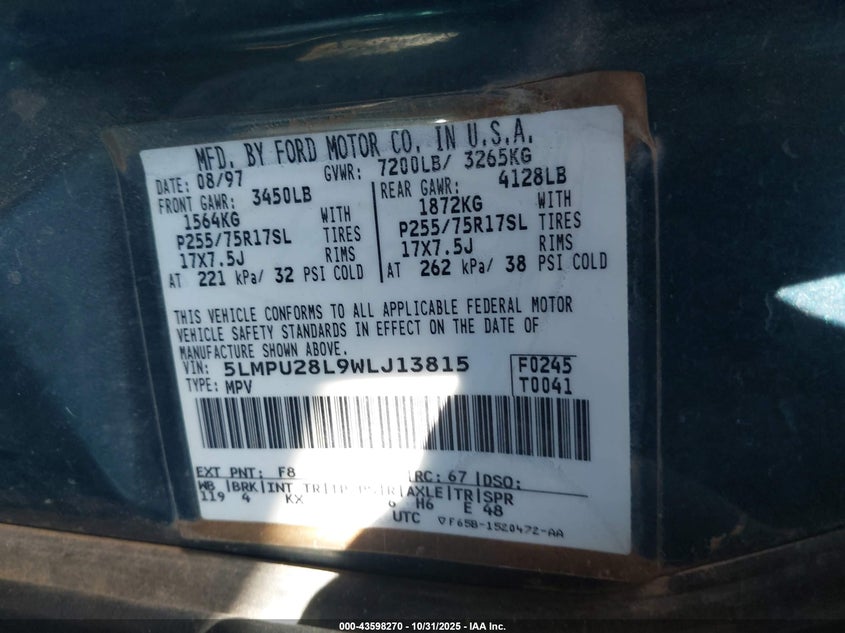 MFD. BY FORD MOTOR CO. IN U.S.A.
DATE: 08/97 GVWR: 7200LB/ 3265KG
FRONT GAWR: 3450LB REAR GAWR: 4128LB
1564KG WITH 1872KG WITH
P255/75R17SL TIRES P255/75R17SL TIRES
17X7.5J RIMS 17X7.5J RIMS
AT 221 kPa/ 32 PSI COLD AT 262 kPa/ 38 PSI COLD
THIS VEHICLE CONFORMS TO ALL APPLICABLE FEDERAL MOTOR
VEHICLE SAFETY STANDARDS IN EFFECT ON THE DATE OF
MANUFACTURE SHOWN ABOVE.
VIN: 5LMPU28L9WLJ13815 F0245
TYPE: MPV T0041
EXT PNT: F8 RC: 67 DSO:
WB BRK INT TR TP PS R AXLE TR SPR
119 4 KX 6 H6 E 48
UTC F65B-1520472-AA
000-43598270 - 10/31/2025 - IAA Inc.